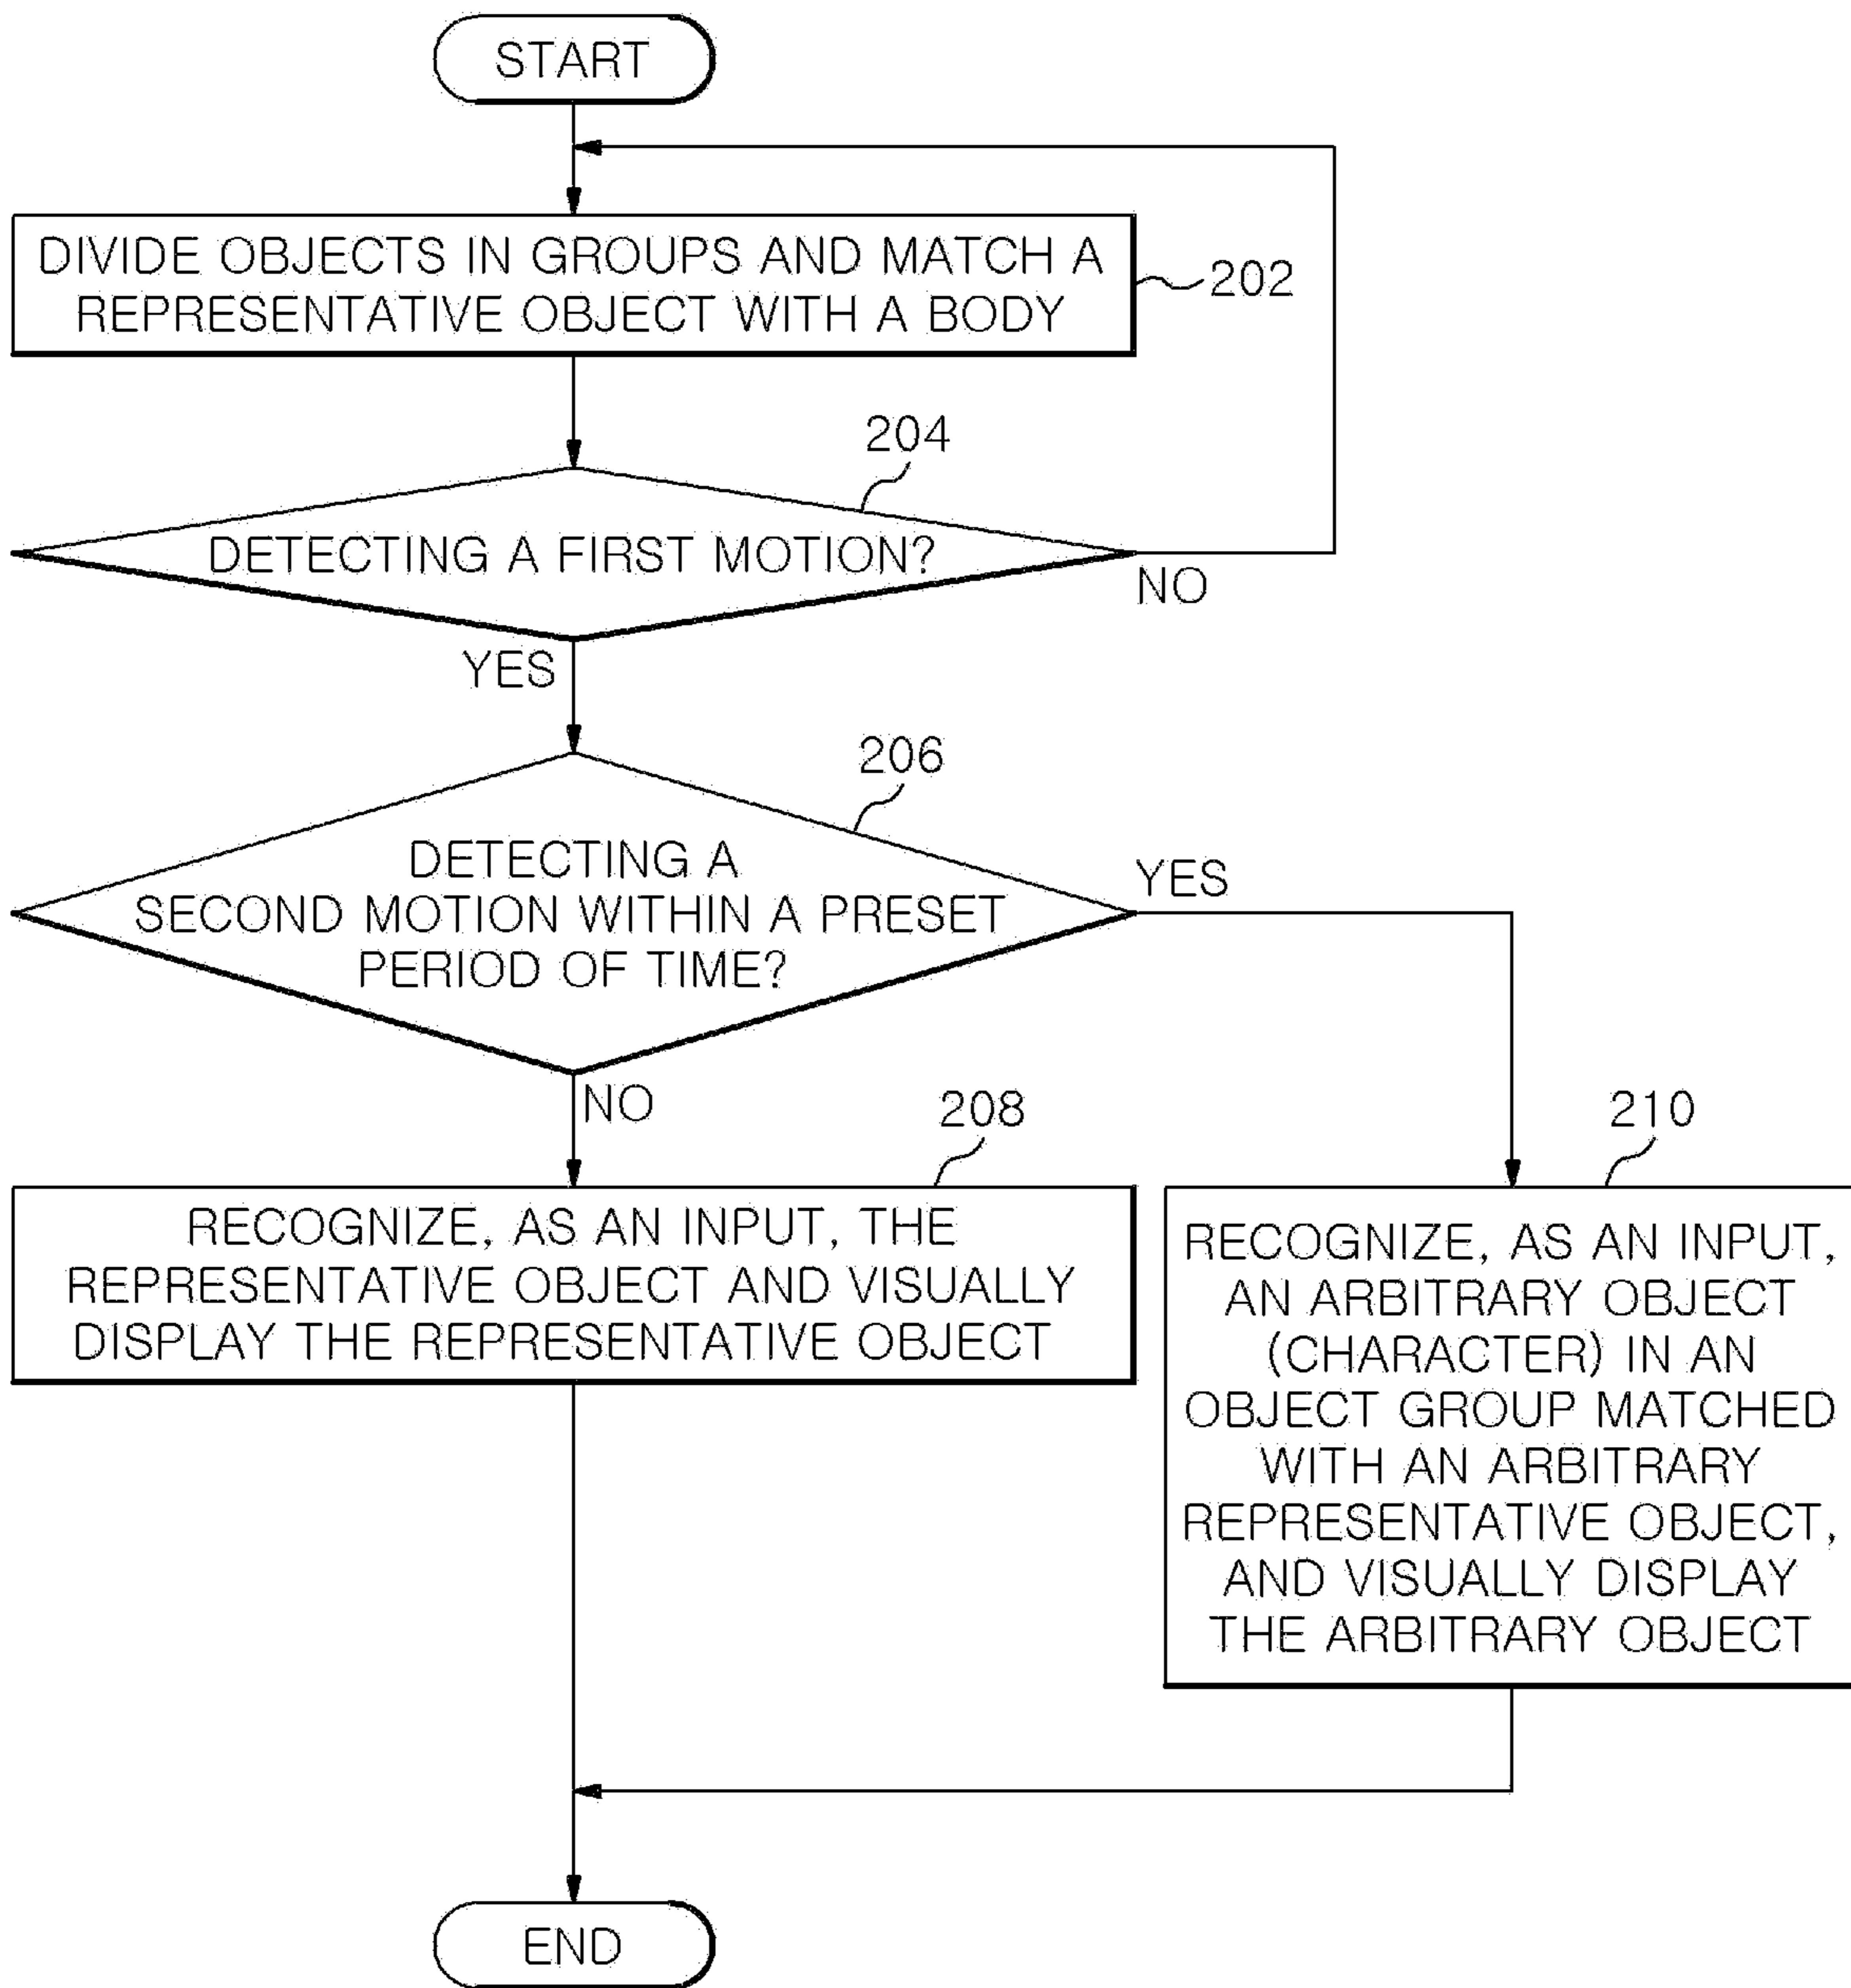 START
DIVIDE OBJECTS IN GROUPS AND MATCH A
REPRESENTATIVE OBJECT WITH A BODY
202
204
DETECTING A FIRST MOTION?
NO
YES
206
DETECTING A
SECOND MOTION WITHIN A PRESET
PERIOD OF TIME?
YES
NO
208
RECOGNIZE, AS AN INPUT, THE
REPRESENTATIVE OBJECT AND VISUALLY
DISPLAY THE REPRESENTATIVE OBJECT
210
RECOGNIZE, AS AN INPUT,
AN ARBITRARY OBJECT
(CHARACTER) IN AN
OBJECT GROUP MATCHED
WITH AN ARBITRARY
REPRESENTATIVE OBJECT,
AND VISUALLY DISPLAY
THE ARBITRARY OBJECT
END